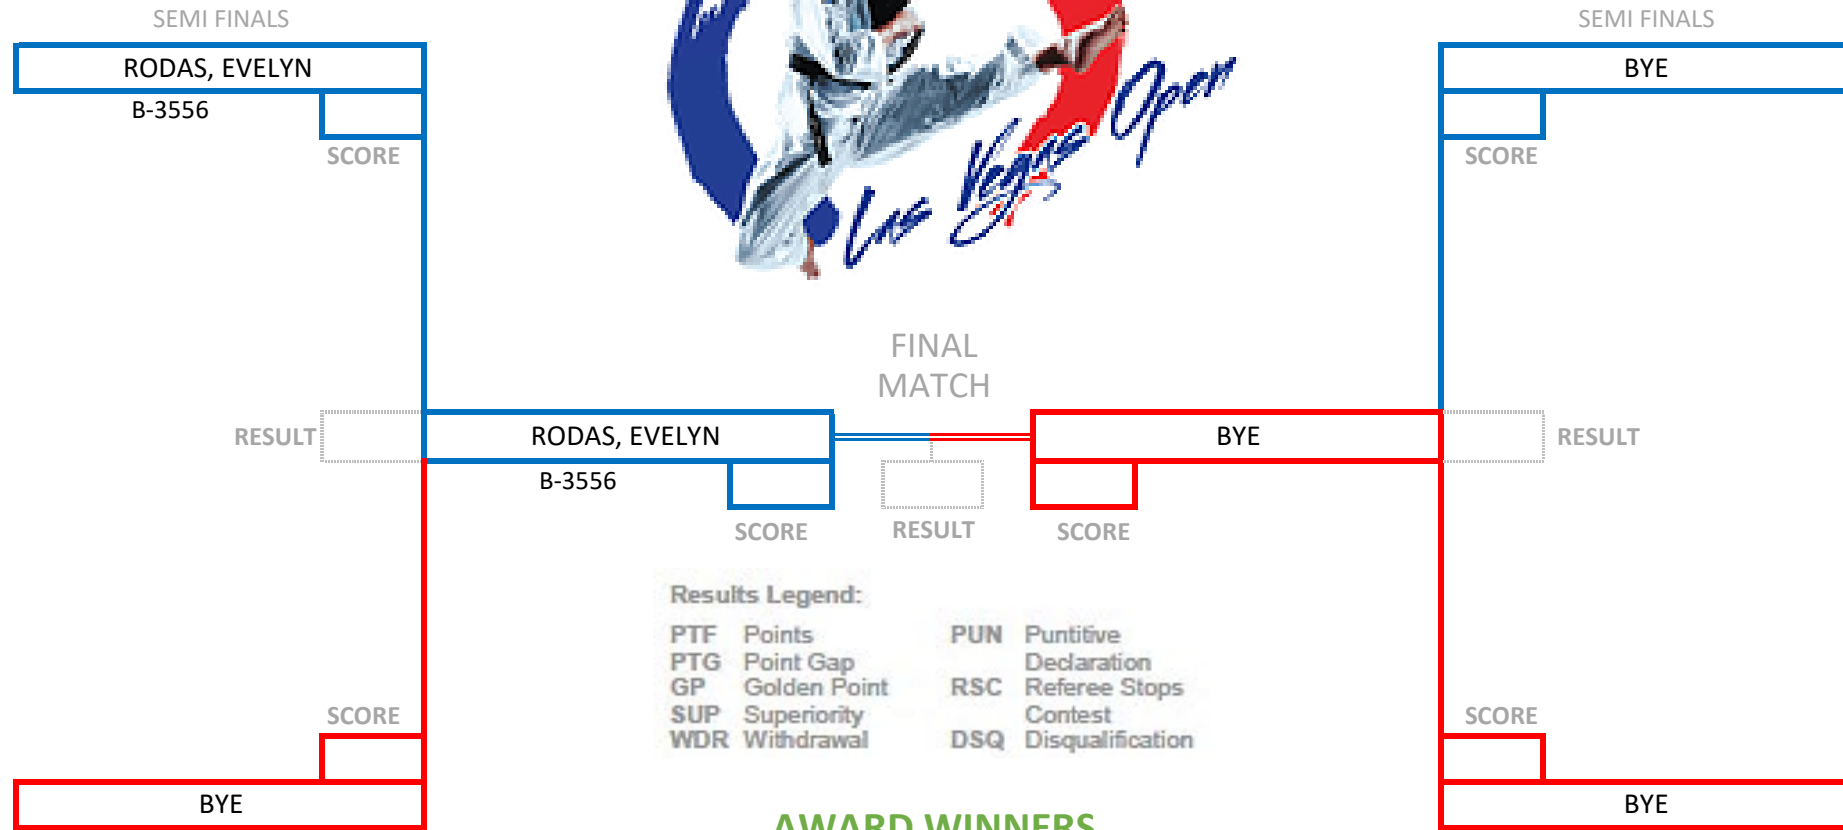 SEMI FINALS
SEMI FINALS
RODAS, EVELYN
BYE
B-3556
SCORE
SCORE
Las Vegas Open
FINAL
MATCH
RESULT
RODAS, EVELYN
BYE
RESULT
B-3556
SCORE
RESULT
SCORE
Results Legend:
PTF Points
PTG Point Gap
GP Golden Point
SUP Superiority
WDR Withdrawal
PUN Puntitive
Declaration
RSC Referee Stops
Contest
DSQ Disqualification
SCORE
SCORE
BYE
BYE
AWARD WINNERS